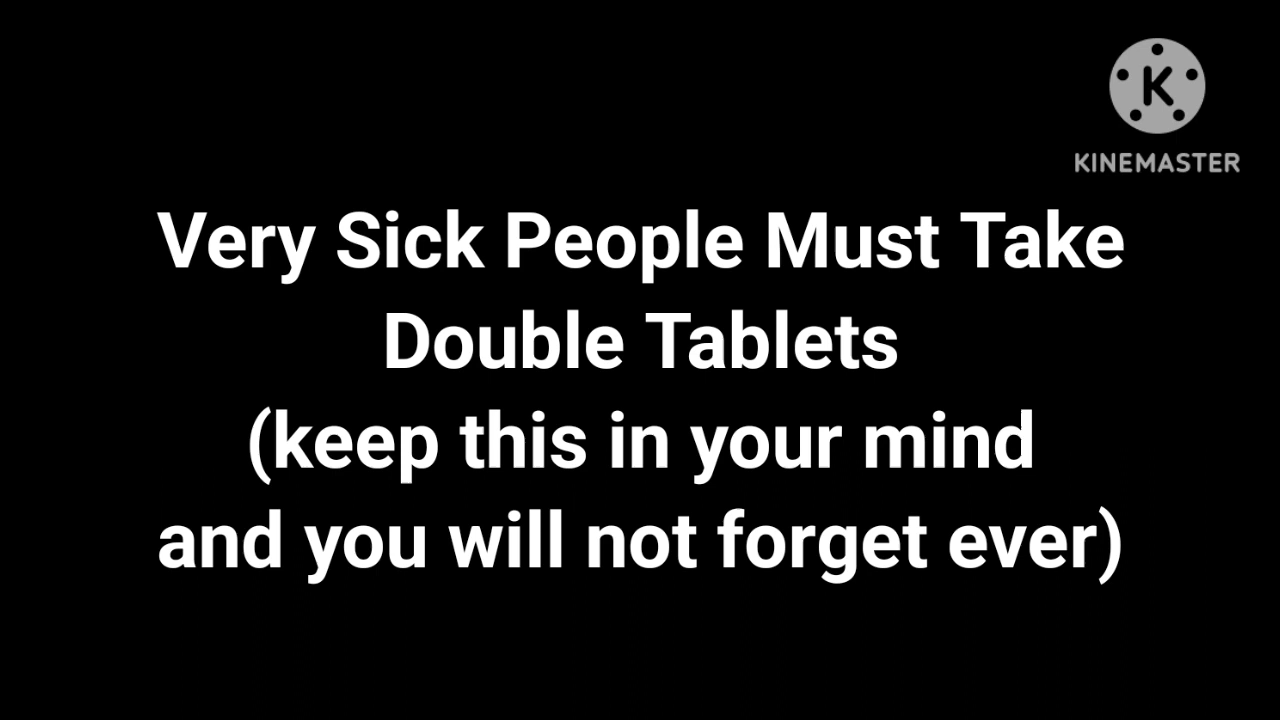 KINEMASTER
Very Sick People Must Take
Double Tablets
(keep this in your mind
and you will not forget ever)